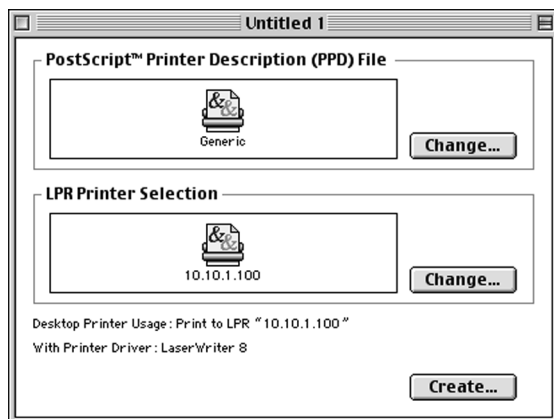 Untitled 1
PostScript™ Printer Description (PPD) File
Generic
Change...
LPR Printer Selection
10.10.1.100
Change...
Desktop Printer Usage: Print to LPR "10.10.1.100"
With Printer Driver: LaserWriter 8
Create...